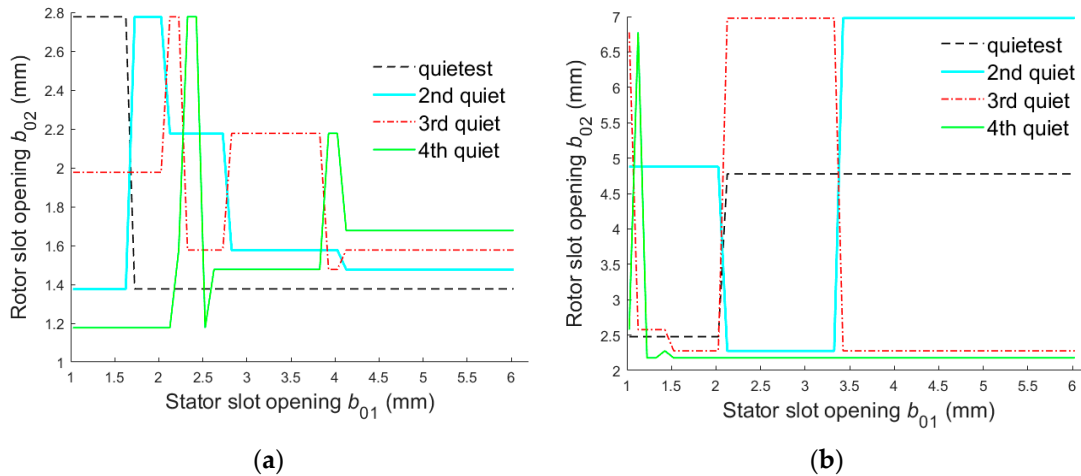 2.8
2.6
2.4
2.2
2
1.8
1.6
1.4
1.2
1
Rotor slot opening b02 (mm)
quietest
2nd quiet
3rd quiet
4th quiet
1 1.5 2 2.5 3 3.5 4 4.5 5 5.5 6
Stator slot opening b01 (mm)
(a)
7
6.5
6
5.5
5
4.5
4
3.5
3
2.5
2
Rotor slot opening b02 (mm)
quietest
2nd quiet
3rd quiet
4th quiet
1 1.5 2 2.5 3 3.5 4 4.5 5 5.5 6
Stator slot opening b01 (mm)
(b)